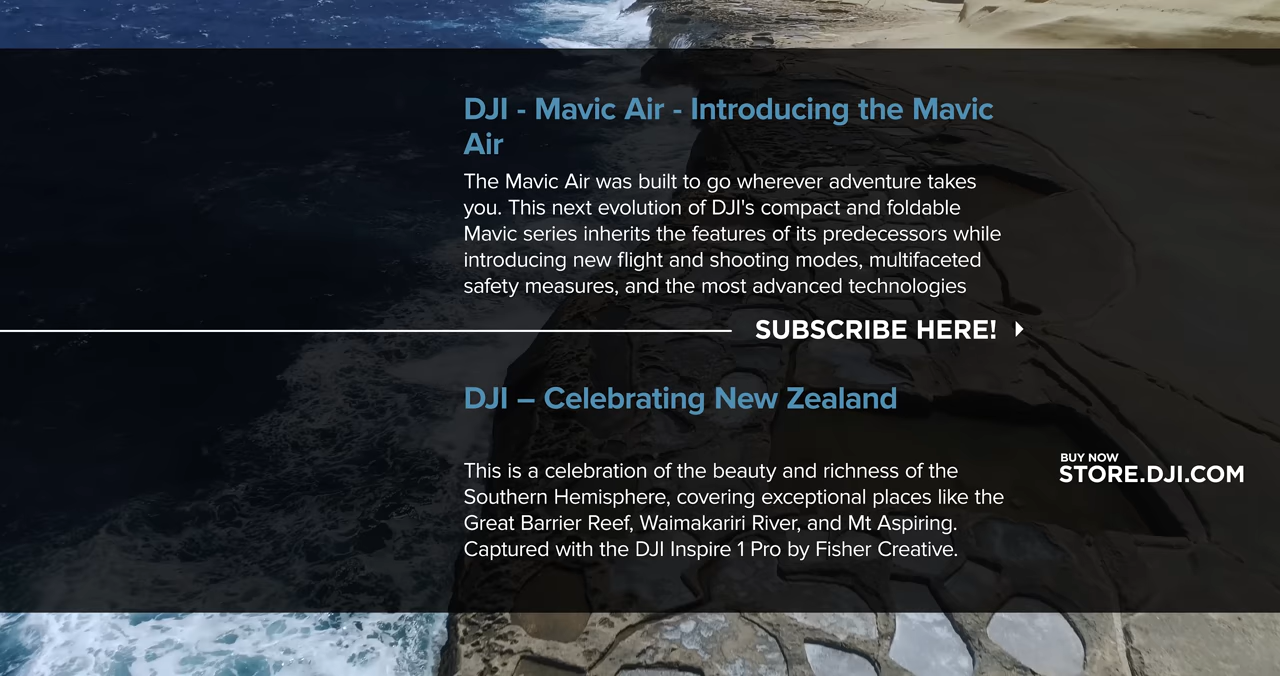 DJI - Mavic Air - Introducing the Mavic
Air
The Mavic Air was built to go wherever adventure takes
you. This next evolution of DJI's compact and foldable
Mavic series inherits the features of its predecessors while
introducing new flight and shooting modes, multifaceted
safety measures, and the most advanced technologies
SUBSCRIBE HERE!
DJI – Celebrating New Zealand
This is a celebration of the beauty and richness of the
Southern Hemisphere, covering exceptional places like the
Great Barrier Reef, Waimakariri River, and Mt Aspiring.
Captured with the DJI Inspire 1 Pro by Fisher Creative.
BUY NOW
STORE.DJI.COM